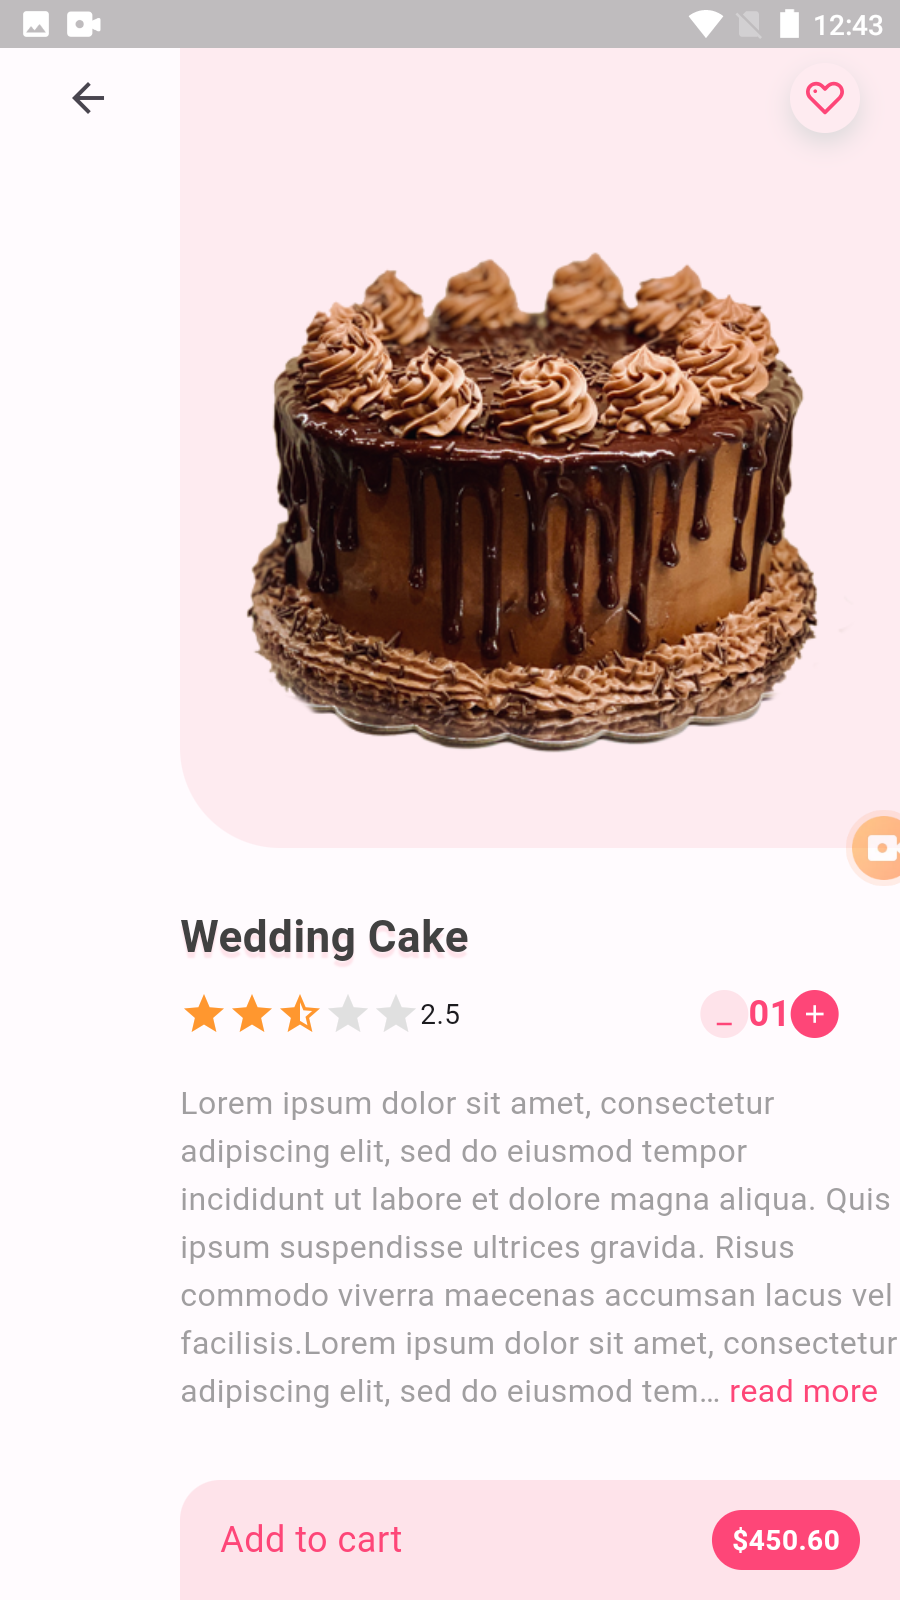 12:43
Wedding Cake
2.5
_ 01 +
Lorem ipsum dolor sit amet, consectetur
adipiscing elit, sed do eiusmod tempor
incididunt ut labore et dolore magna aliqua. Quis
ipsum suspendisse ultrices gravida. Risus
commodo viverra maecenas accumsan lacus vel
facilisis.Lorem ipsum dolor sit amet, consectetur
adipiscing elit, sed do eiusmod tem... read more
Add to cart
$450.60